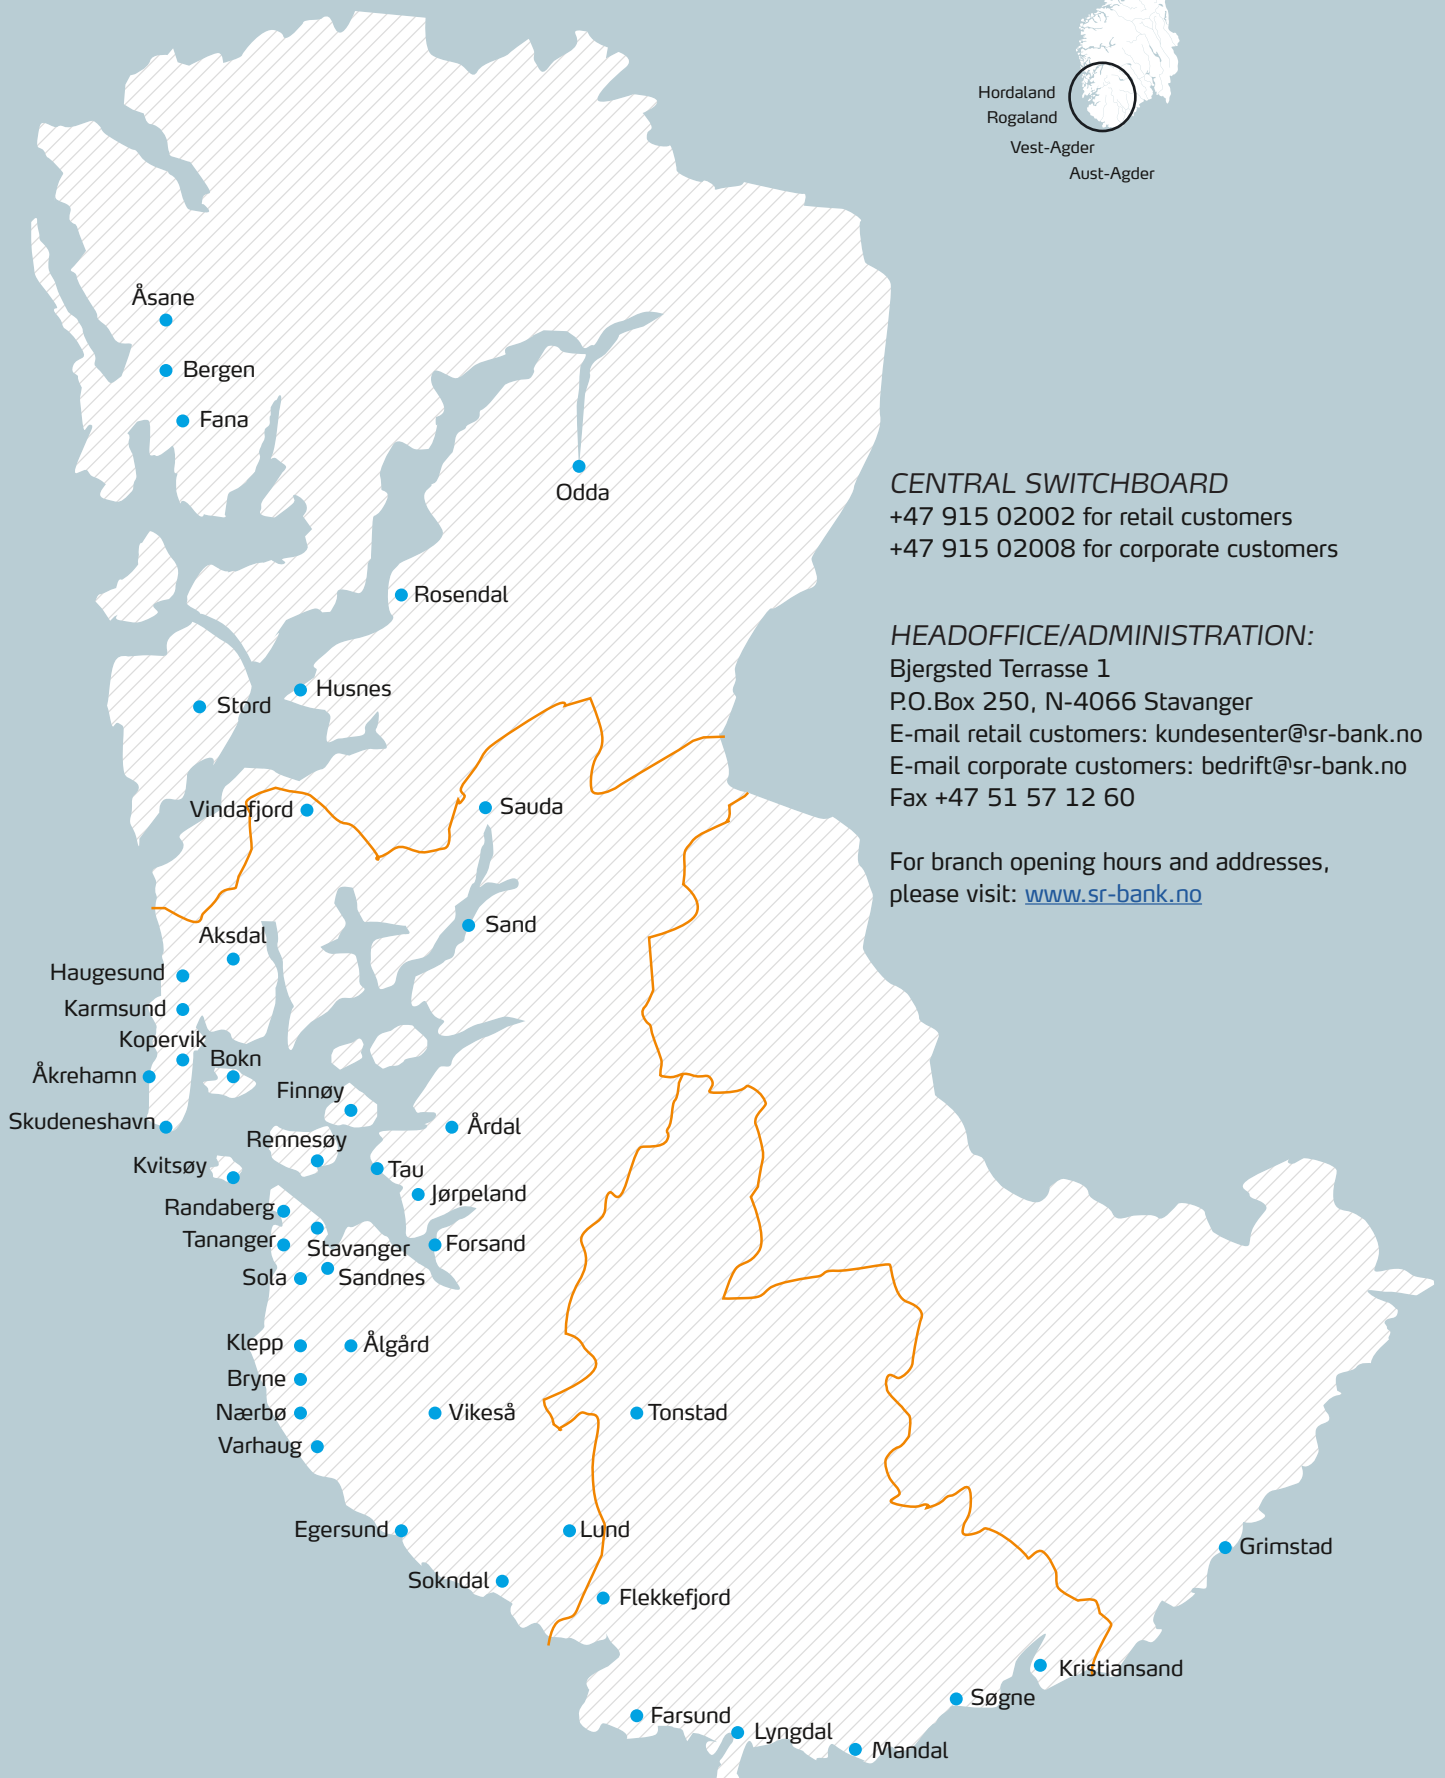 Hordaland
Rogaland
Vest-Agder
Aust-Agder
Åsane
Bergen
Fana
Odda
CENTRAL SWITCHBOARD
+47 915 02002 for retail customers
+47 915 02008 for corporate customers
Rosendal
HEADOFFICE/ADMINISTRATION:
Bjergsted Terrasse 1
P.O.Box 250, N-4066 Stavanger
E-mail retail customers: kundesenter@sr-bank.no
E-mail corporate customers: bedrift@sr-bank.no
Fax +47 51 57 12 60
For branch opening hours and addresses,
please visit: www.sr-bank.no
Husnes
Stord
Vindafjord
Sauda
Sand
Aksdal
Haugesund
Karmsund
Kopervik
Bokn
Åkrehamn
Finnøy
Skudeneshavn
Årdal
Rennesøy
Kvitsøy
Tau
Jørpeland
Randaberg
Tananger
Stavanger
Forsand
Sola
Sandnes
Klepp
Ålgård
Bryne
Nærbø
Vikeså
Tonstad
Varhaug
Egersund
Lund
Grimstad
Sokndal
Flekkefjord
Kristiansand
Søgne
Farsund
Lyngdal
Mandal